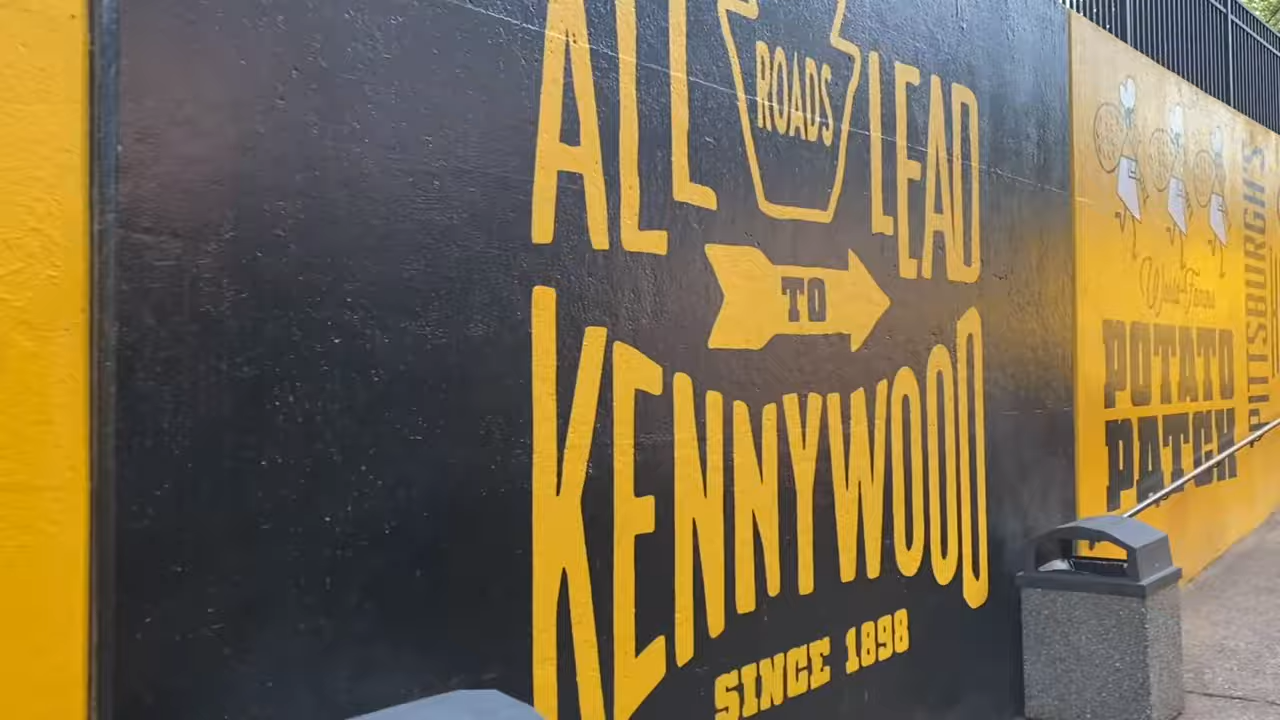 ALL ROADS LEAD
TO
KENNYWOOD
SINCE 1898
World-Famous
POTATO
PATCH
PITTSBURGH'S